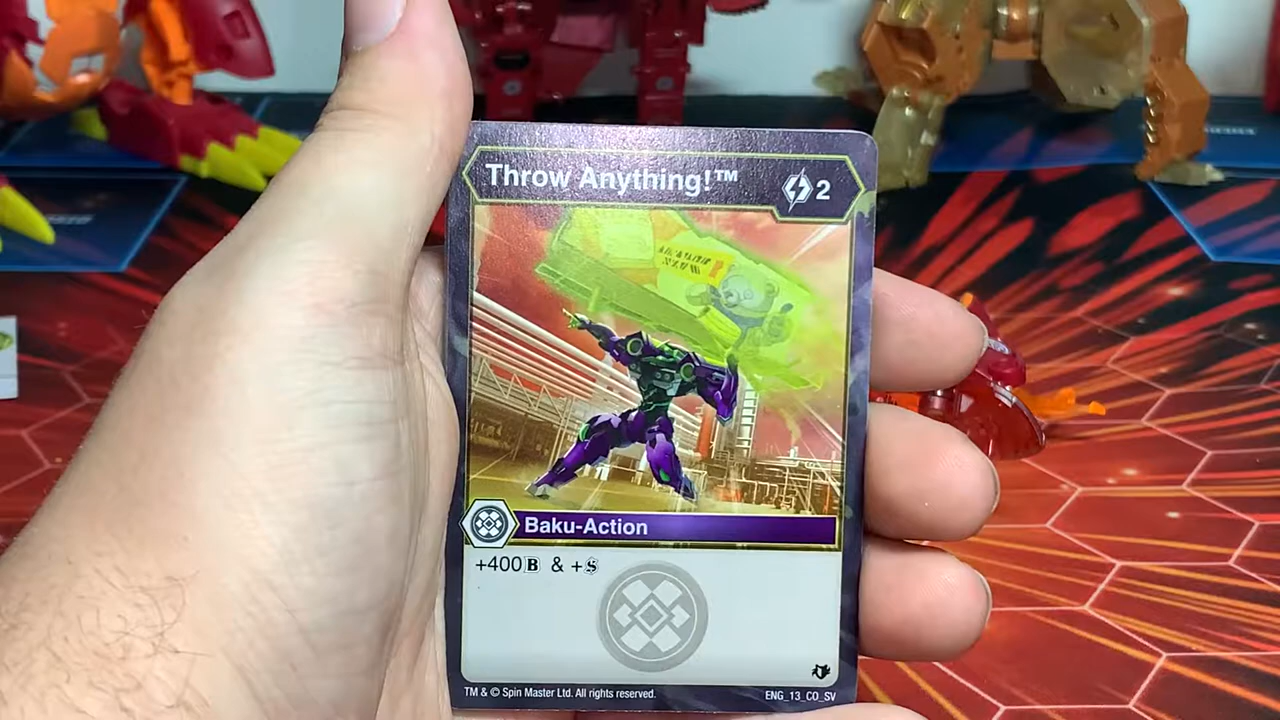 Throw Anything!™
2
Baku-Action
+400B & +S
TM & © Spin Master Ltd. All rights reserved.
ENG_13_CO_SV